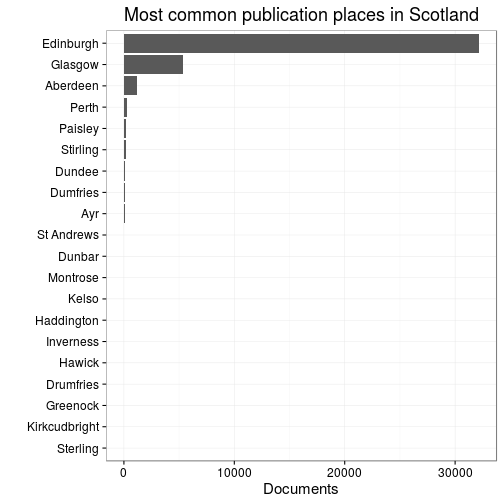 Most common publication places in Scotland
Edinburgh
Glasgow
Aberdeen
Perth
Paisley
Stirling
Dundee
Dumfries
Ayr
St Andrews
Dunbar
Montrose
Kelso
Haddington
Inverness
Hawick
Drumfries
Greenock
Kirkcudbright
Sterling
0 10000 20000 30000
Documents